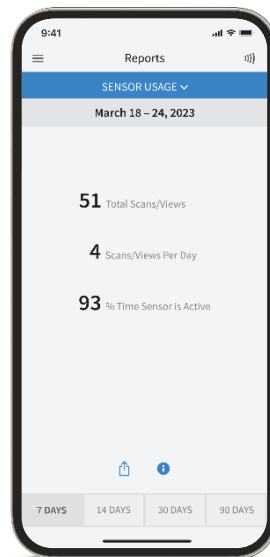 9:41
Reports
SENSOR USAGE
March 18 – 24, 2023
51 Total Scans/Views
4 Scans/Views Per Day
93 % Time Sensor is Active
7 DAYS 14 DAYS 30 DAYS 90 DAYS